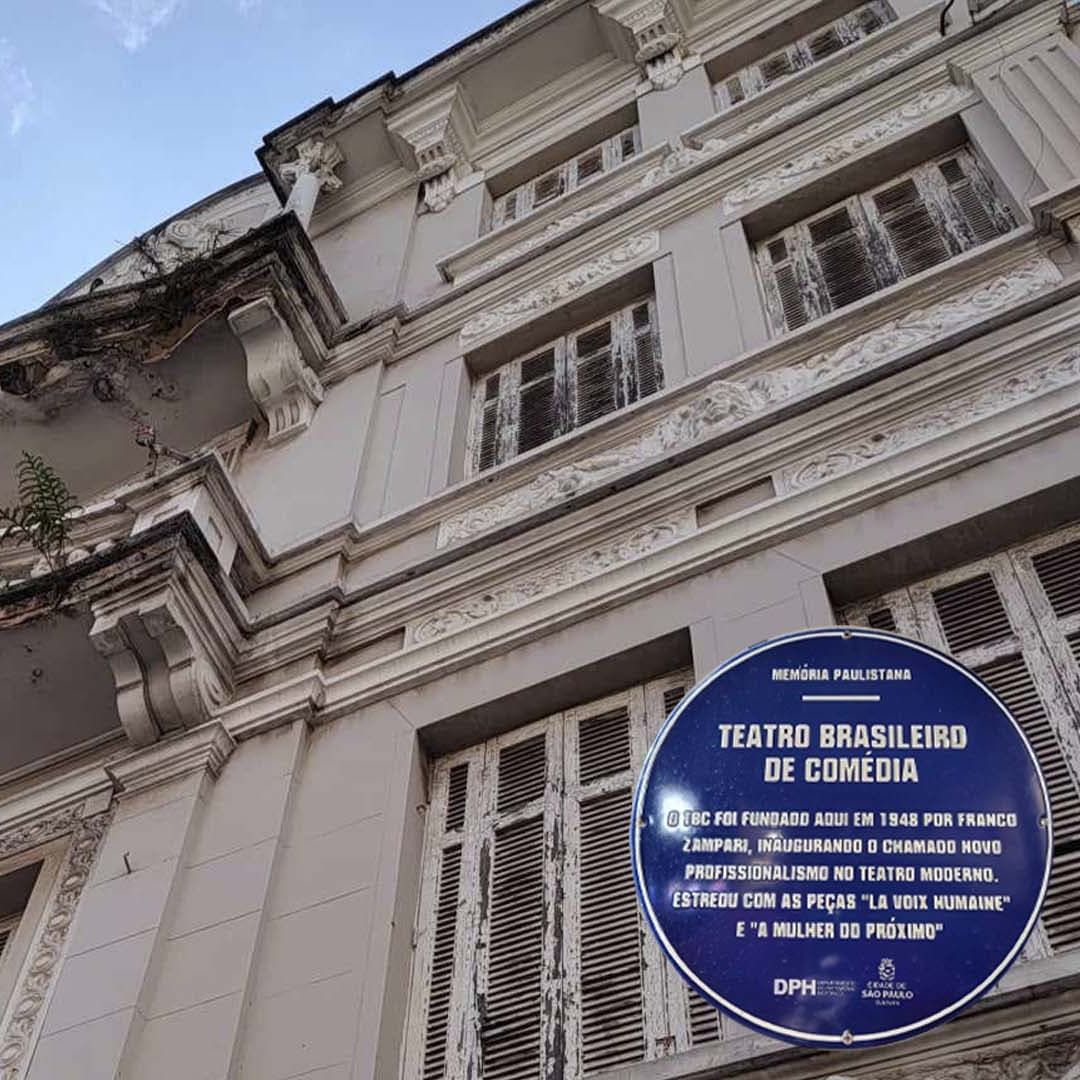 MEMÓRIA PAULISTANA
TEATRO BRASILEIRO
DE COMÉDIA
O TBC FOI FUNDADO AQUI EM 1948 POR FRANCO
ZAMPARI, INAUGURANDO O CHAMADO NOVO
PROFISSIONALISMO NO TEATRO MODERNO.
ESTREOU COM AS PEÇAS "LA VOIX HUMAINE"
E "A MULHER DO PRÓXIMO"
DPH
CIDADE DE
SÃO PAULO